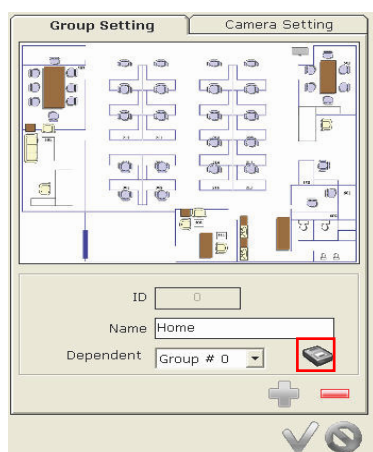 Group Setting
Camera Setting
ID 0
Name Home
Dependent Group # 0